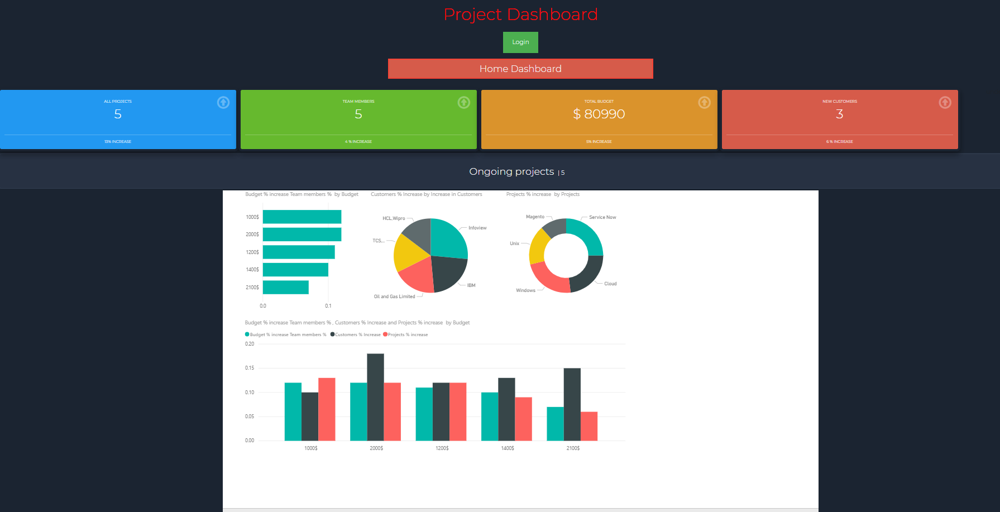 Project Dashboard
Login
Home Dashboard
ALL PROJECTS
5
13% INCREASE
TEAM MEMBERS
5
4 % INCREASE
TOTAL BUDGET
$ 80990
5% INCREASE
NEW CUSTOMERS
3
6 % INCREASE
Ongoing projects | 5
Budget % increase Team members % by Budget
1000$
2000$
1200$
1400$
2100$
0.0 0.1
Customers % Increase by Increase in Customers
HCL,Wipro
Infoview
TCS,...
IBM
Oil and Gas Limited
Projects % increase by Projects
Magento
Service Now
Unix
Cloud
Windows
Budget % increase Team members % , Customers % Increase and Projects % increase by Budget
Budget % increase Team members % Customers % Increase Projects % increase
0.20
0.15
0.10
0.05
0.00
1000$ 2000$ 1200$ 1400$ 2100$